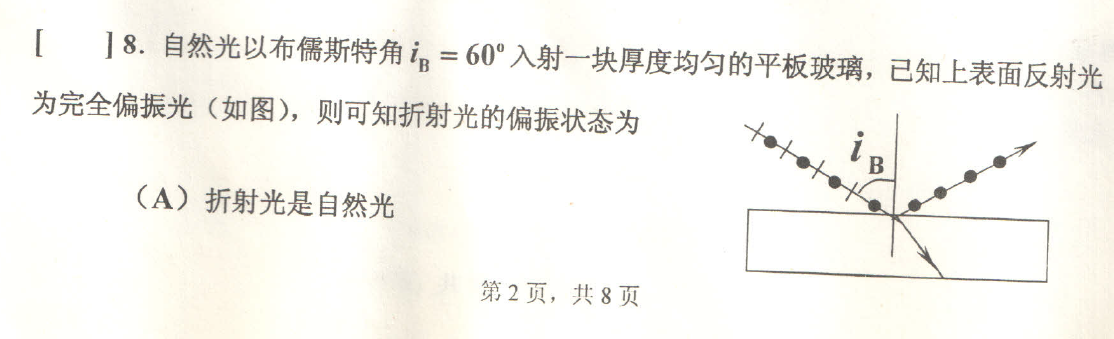 [ ] 8. 自然光以布儒斯特角 i_B = 60° 入射一块厚度均匀的平板玻璃，已知上表面反射光
为完全偏振光（如图），则可知折射光的偏振状态为
i_B
（A）折射光是自然光
第 2 页，共 8 页